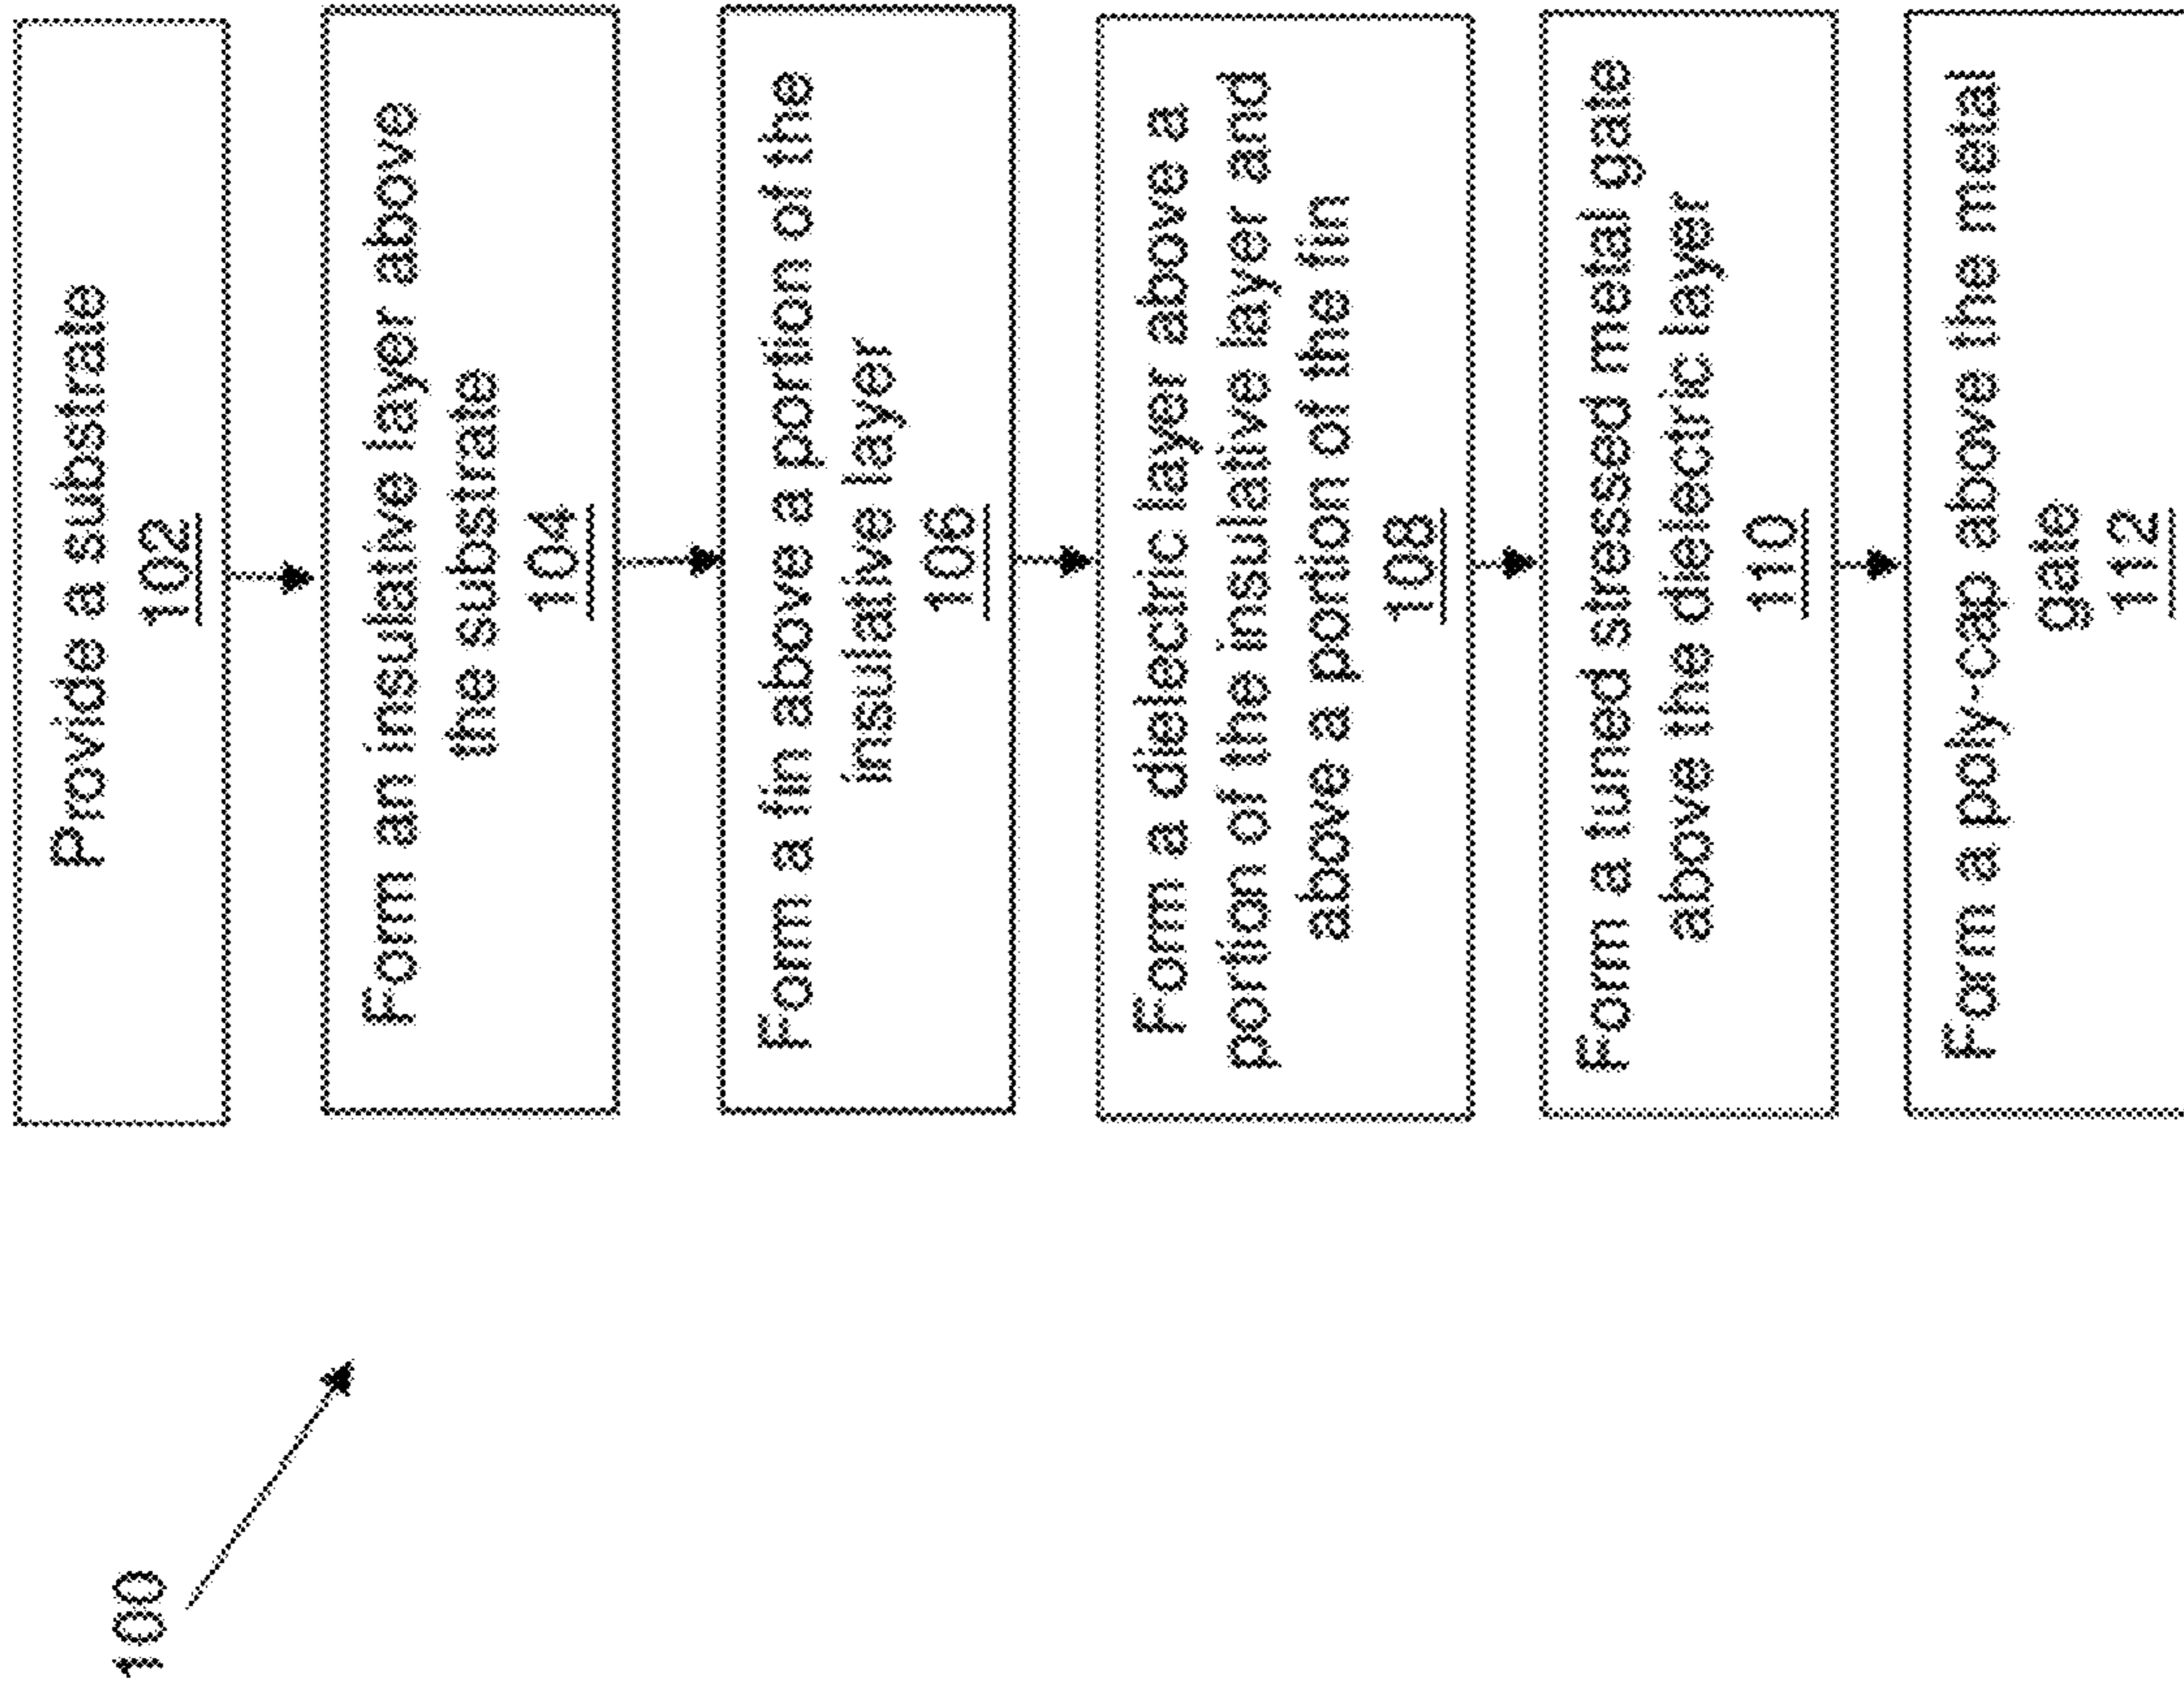 100
Provide a substrate
102
Form an insulative layer above
the substrate
104
Form a fin above a portion of the
insulative layer
106
Form a dielectric layer above a
portion of the insulative layer and
above a portion of the fin
108
Form a tuned stressed metal gate
above the dielectric layer
110
Form a poly-cap above the metal
gate
112